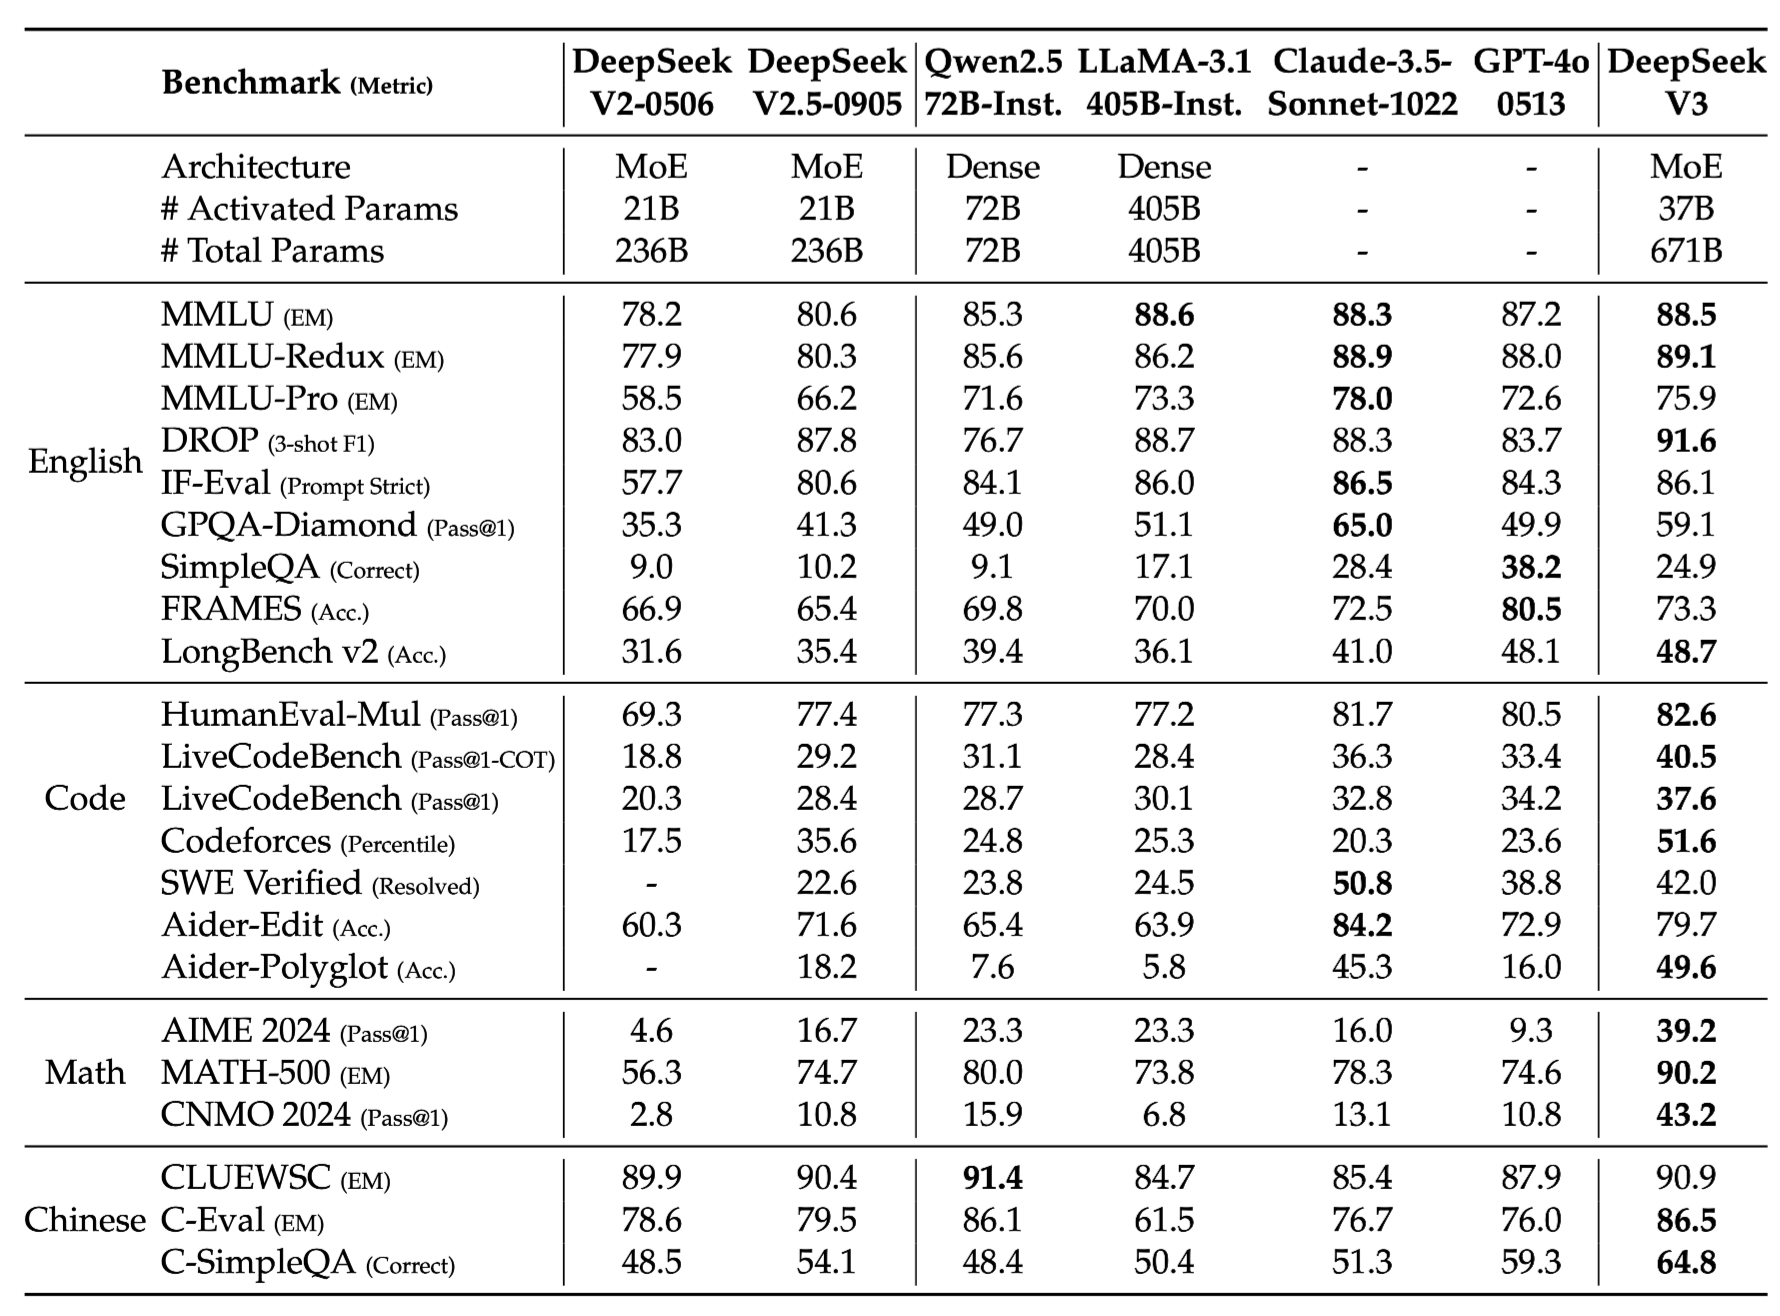 Benchmark (Metric) DeepSeek V2-0506 DeepSeek V2.5-0905 Qwen2.5 72B-Inst. LLaMA-3.1 405B-Inst. Claude-3.5-Sonnet-1022 GPT-4o 0513 DeepSeek V3
Architecture MoE MoE Dense Dense - - MoE
# Activated Params 21B 21B 72B 405B - - 37B
# Total Params 236B 236B 72B 405B - - 671B
English
MMLU (EM) 78.2 80.6 85.3 88.6 88.3 87.2 88.5
MMLU-Redux (EM) 77.9 80.3 85.6 86.2 88.9 88.0 89.1
MMLU-Pro (EM) 58.5 66.2 71.6 73.3 78.0 72.6 75.9
DROP (3-shot F1) 83.0 87.8 76.7 88.7 88.3 83.7 91.6
IF-Eval (Prompt Strict) 57.7 80.6 84.1 86.0 86.5 84.3 86.1
GPQA-Diamond (Pass@1) 35.3 41.3 49.0 51.1 65.0 49.9 59.1
SimpleQA (Correct) 9.0 10.2 9.1 17.1 28.4 38.2 24.9
FRAMES (Acc.) 66.9 65.4 69.8 70.0 72.5 80.5 73.3
LongBench v2 (Acc.) 31.6 35.4 39.4 36.1 41.0 48.1 48.7
Code
HumanEval-Mul (Pass@1) 69.3 77.4 77.3 77.2 81.7 80.5 82.6
LiveCodeBench (Pass@1-COT) 18.8 29.2 31.1 28.4 36.3 33.4 40.5
LiveCodeBench (Pass@1) 20.3 28.4 28.7 30.1 32.8 34.2 37.6
Codeforces (Percentile) 17.5 35.6 24.8 25.3 20.3 23.6 51.6
SWE Verified (Resolved) - 22.6 23.8 24.5 50.8 38.8 42.0
Aider-Edit (Acc.) 60.3 71.6 65.4 63.9 84.2 72.9 79.7
Aider-Polyglot (Acc.) - 18.2 7.6 5.8 45.3 16.0 49.6
Math
AIME 2024 (Pass@1) 4.6 16.7 23.3 23.3 16.0 9.3 39.2
MATH-500 (EM) 56.3 74.7 80.0 73.8 78.3 74.6 90.2
CNMO 2024 (Pass@1) 2.8 10.8 15.9 6.8 13.1 10.8 43.2
Chinese
CLUEWSC (EM) 89.9 90.4 91.4 84.7 85.4 87.9 90.9
C-Eval (EM) 78.6 79.5 86.1 61.5 76.7 76.0 86.5
C-SimpleQA (Correct) 48.5 54.1 48.4 50.4 51.3 59.3 64.8